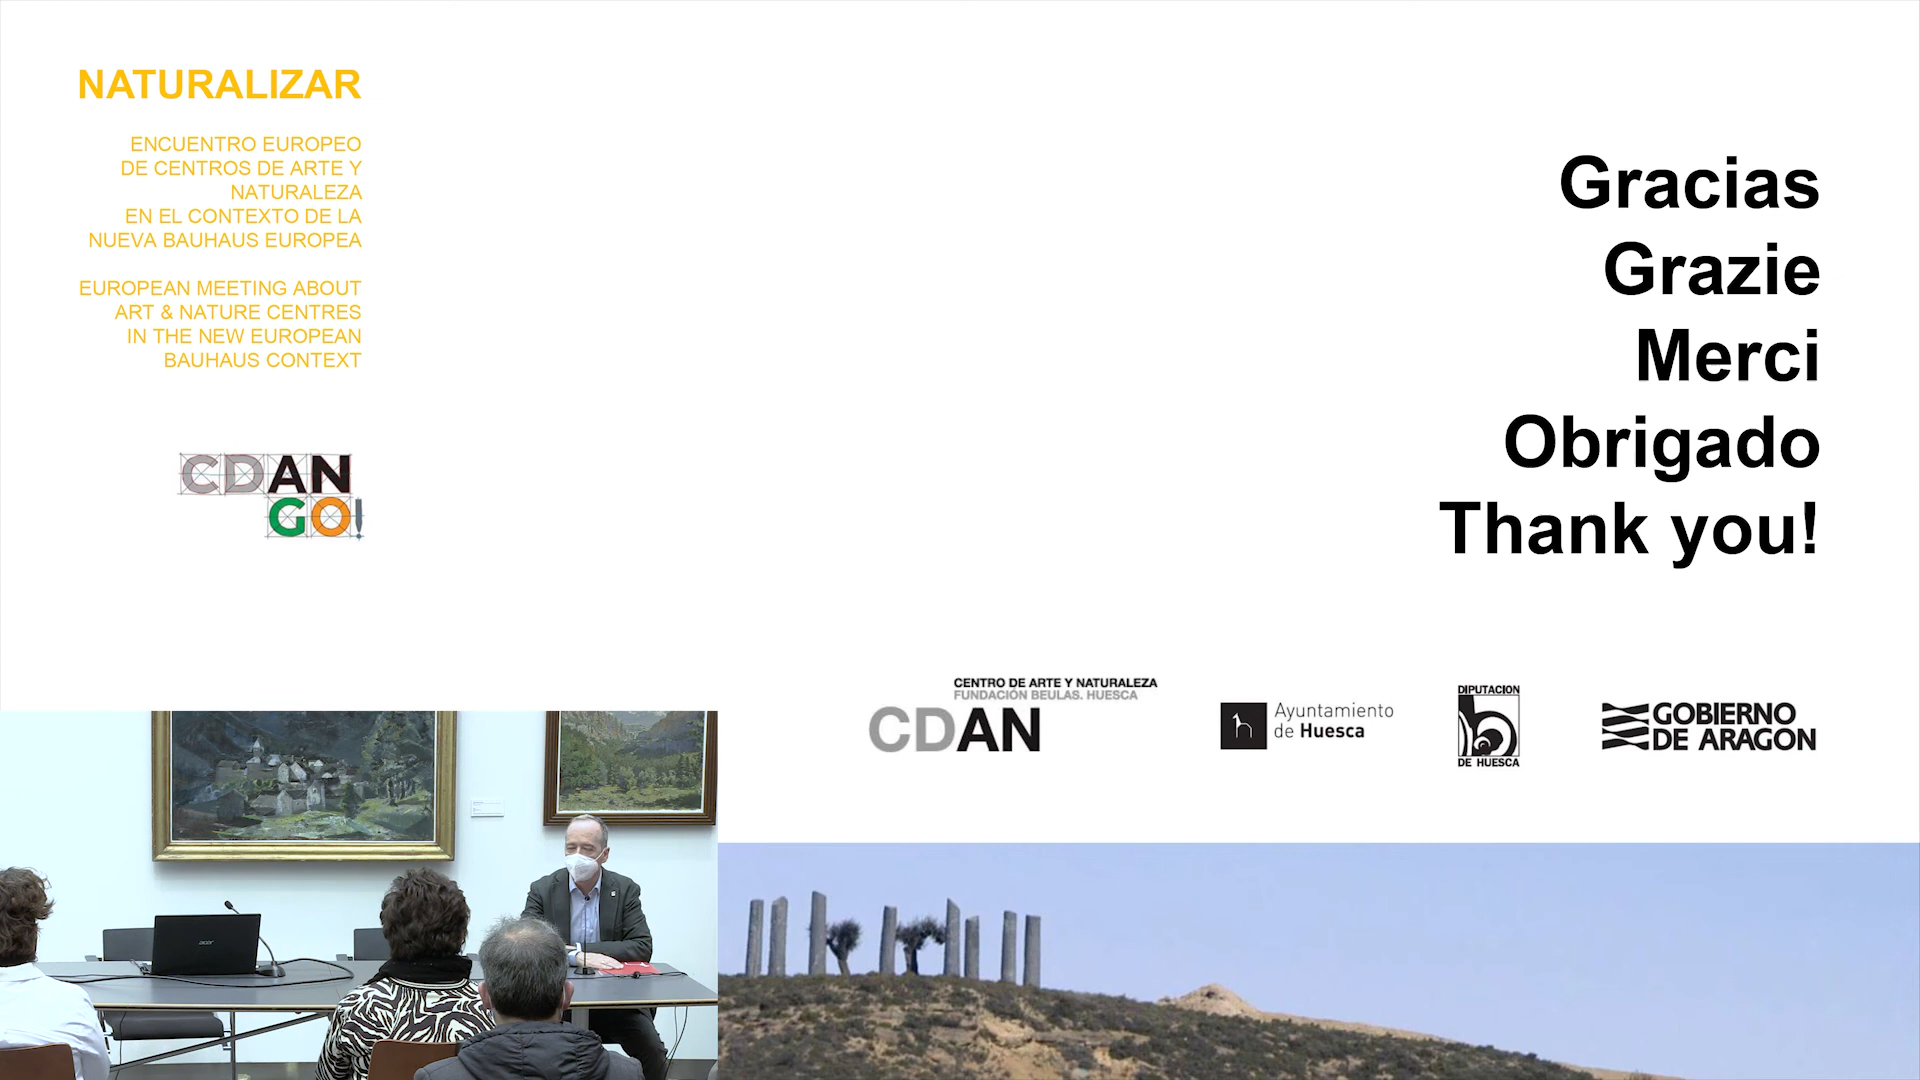 NATURALIZAR
ENCUENTRO EUROPEO
DE CENTROS DE ARTE Y
NATURALEZA
EN EL CONTEXTO DE LA
NUEVA BAUHAUS EUROPEA
EUROPEAN MEETING ABOUT
ART & NATURE CENTRES
IN THE NEW EUROPEAN
BAUHAUS CONTEXT
CDAN
GO!
Gracias
Grazie
Merci
Obrigado
Thank you!
CENTRO DE ARTE Y NATURALEZA
FUNDACIÓN BEULAS. HUESCA
CDAN
Ayuntamiento
de Huesca
DIPUTACION
DE HUESCA
GOBIERNO
DE ARAGON
acer